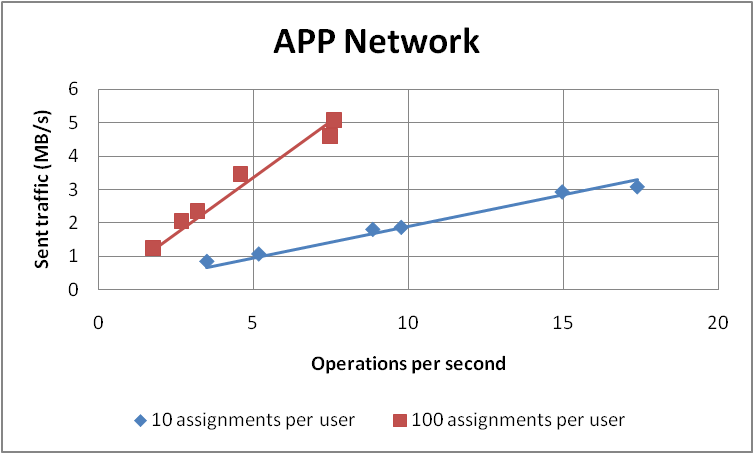 APP Network
Sent traffic (MB/s)
6
5
4
3
2
1
0
0 5 10 15 20
Operations per second
10 assignments per user 100 assignments per user